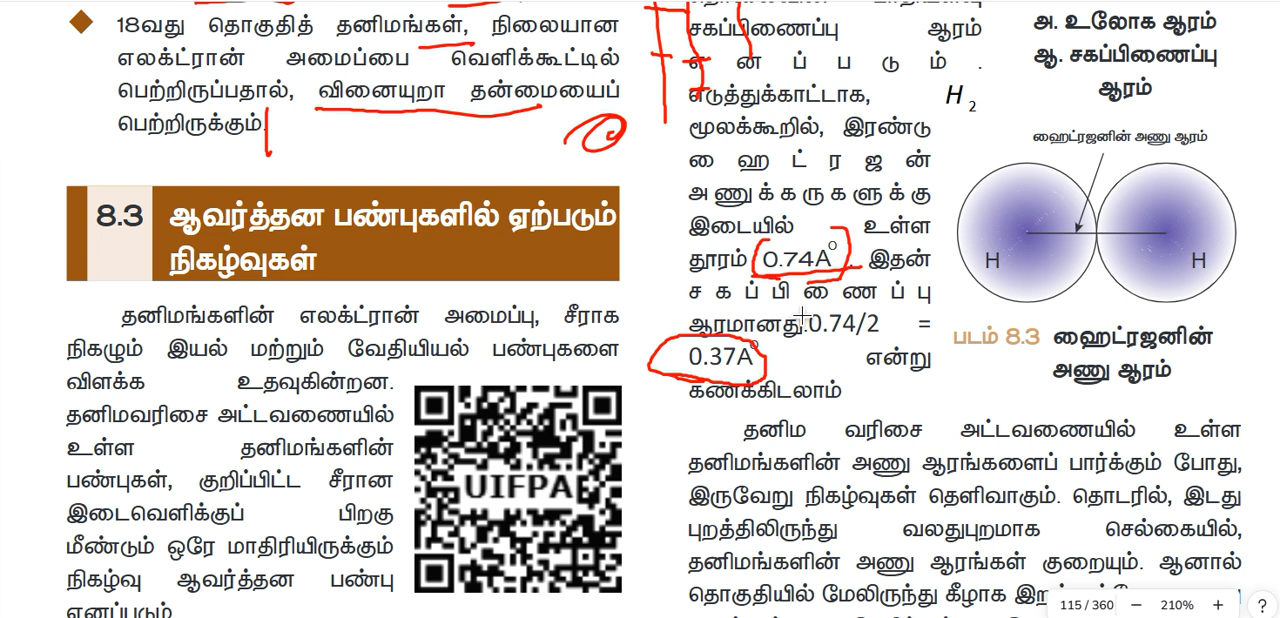 18வது தொகுதித் தனிமங்கள், நிலையான
எலக்ட்ரான் அமைப்பை வெளிக்கூட்டில்
பெற்றிருப்பதால், வினையுறா தன்மையைப்
பெற்றிருக்கும்.
8.3 ஆவர்த்தன பண்புகளில் ஏற்படும்
நிகழ்வுகள்
தனிமங்களின் எலக்ட்ரான் அமைப்பு, சீராக
நிகழும் இயல் மற்றும் வேதியியல் பண்புகளை
விளக்க உதவுகின்றன.
தனிமவரிசை அட்டவணையில்
உள்ள தனிமங்களின்
பண்புகள், குறிப்பிட்ட சீரான
இடைவெளிக்குப் பிறகு
மீண்டும் ஒரே மாதிரியிருக்கும்
நிகழ்வு ஆவர்த்தன பண்பு
எனப்படும்
UIFPA
சகப்பிணைப்பு ஆரம்
எனப்படும்.
எடுத்துக்காட்டாக,
மூலக்கூறில், இரண்டு
ஹைட்ரஜன்
அணுக்கருகளுக்கு
இடையில் உள்ள
தூரம் 0.74A° இதன்
சகப்பிணைப்பு
ஆரமானது:0.74/2 =
0.37A° என்று
கணக்கிடலாம்
H₂
அ. உலோக ஆரம்
ஆ. சகப்பிணைப்பு
ஆரம்
ஹைட்ரஜனின் அணு ஆரம்
H H
படம் 8.3 ஹைட்ரஜனின்
அணு ஆரம்
தனிம வரிசை அட்டவணையில் உள்ள
தனிமங்களின் அணு ஆரங்களைப் பார்க்கும் போது,
இருவேறு நிகழ்வுகள் தெளிவாகும். தொடரில், இடது
புறத்திலிருந்து வலதுபுறமாக செல்கையில்,
தனிமங்களின் அணு ஆரங்கள் குறையும். ஆனால்
தொகுதியில் மேலிருந்து கீழாக
115 / 360 − 210% + ?